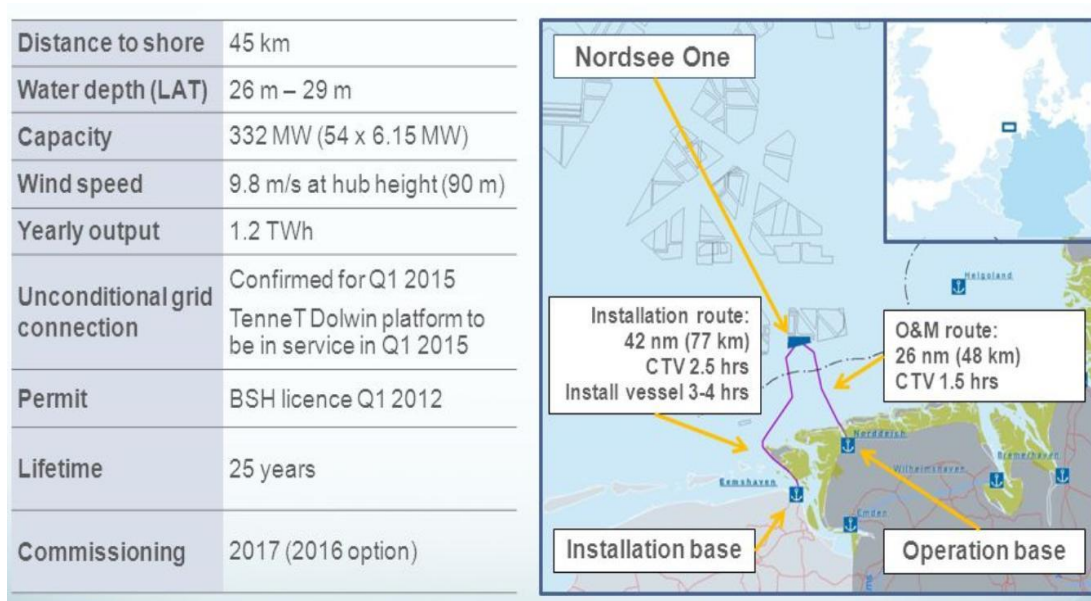 Distance to shore 45 km
Water depth (LAT) 26 m – 29 m
Capacity 332 MW (54 x 6.15 MW)
Wind speed 9.8 m/s at hub height (90 m)
Yearly output 1.2 TWh
Unconditional grid
connection
Confirmed for Q1 2015
TenneT Dolwin platform to
be in service in Q1 2015
Permit BSH licence Q1 2012
Lifetime 25 years
Commissioning 2017 (2016 option)
Nordsee One
Helgoland
Installation route:
42 nm (77 km)
CTV 2.5 hrs
Install vessel 3-4 hrs
O&M route:
26 nm (48 km)
CTV 1.5 hrs
Norddeich
Bremerhaven
Wilhelmshaven
Eemshaven
Emden
Installation base
Operation base